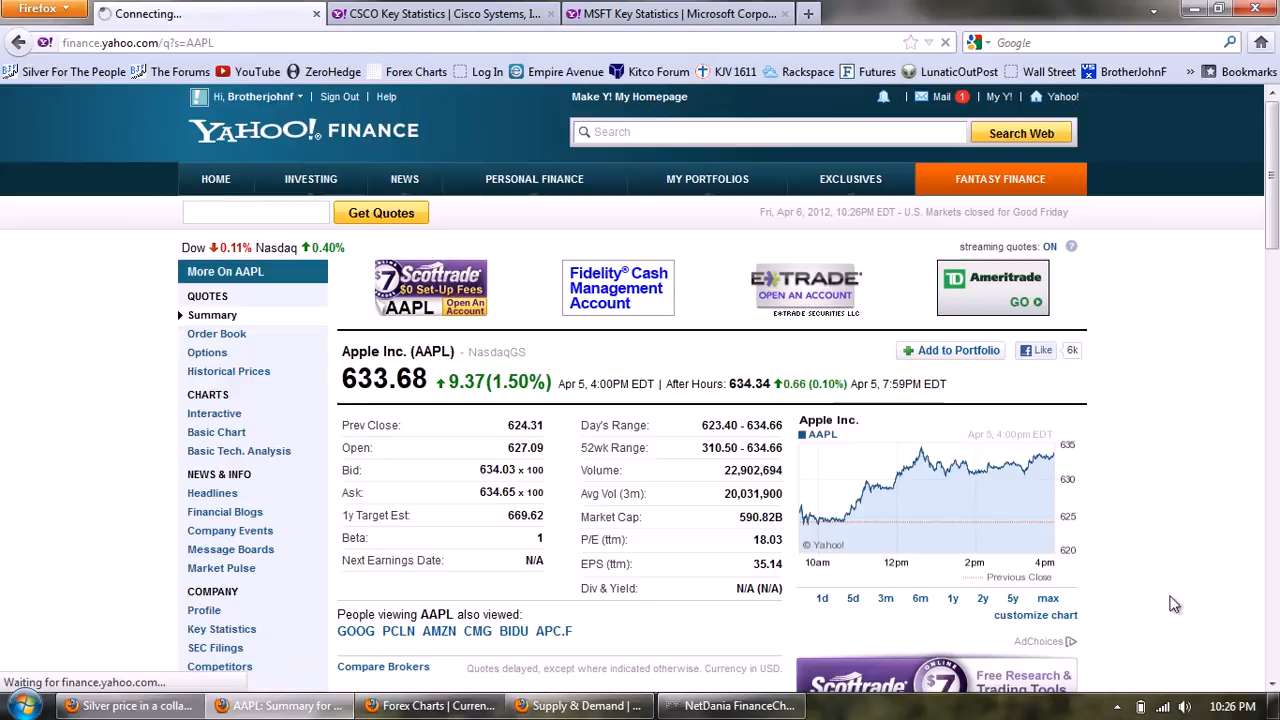 Firefox
Connecting...
CSCO Key Statistics | Cisco Systems, I...
MSFT Key Statistics | Microsoft Corpo...
finance.yahoo.com/q?s=AAPL
Google
Silver For The People
The Forums
YouTube
ZeroHedge
Forex Charts
Log In
Empire Avenue
Kitco Forum
KJV 1611
Rackspace
Futures
LunaticOutPost
Wall Street
BrotherJohnF
»
Bookmarks
Hi, Brotherjohnf
Sign Out
Help
Make Y! My Homepage
Mail 1
My Y!
Yahoo!
YAHOO! FINANCE
Search
Search Web
HOME
INVESTING
NEWS
PERSONAL FINANCE
MY PORTFOLIOS
EXCLUSIVES
FANTASY FINANCE
Get Quotes
Fri, Apr 6, 2012, 10:26PM EDT - U.S. Markets closed for Good Friday
Dow 0.11% Nasdaq 0.40%
streaming quotes: ON ?
More On AAPL
QUOTES
Summary
Order Book
Options
Historical Prices
CHARTS
Interactive
Basic Chart
Basic Tech. Analysis
NEWS & INFO
Headlines
Financial Blogs
Company Events
Message Boards
Market Pulse
COMPANY
Profile
Key Statistics
SEC Filings
Competitors
$7 Scottrade
$0 Set-Up Fees
AAPL Open An Account
Fidelity® Cash
Management
Account
E*TRADE
OPEN AN ACCOUNT
E*TRADE SECURITIES LLC
TD Ameritrade
GO
Apple Inc. (AAPL) - NasdaqGS
Add to Portfolio
Like 6k
633.68 9.37(1.50%) Apr 5, 4:00PM EDT | After Hours: 634.34 0.66 (0.10%) Apr 5, 7:59PM EDT
Prev Close: 624.31
Open: 627.09
Bid: 634.03 x 100
Ask: 634.65 x 100
1y Target Est: 669.62
Beta: 1
Next Earnings Date: N/A
Day's Range: 623.40 - 634.66
52wk Range: 310.50 - 634.66
Volume: 22,902,694
Avg Vol (3m): 20,031,900
Market Cap: 590.82B
P/E (ttm): 18.03
EPS (ttm): 35.14
Div & Yield: N/A (N/A)
Apple Inc.
AAPL
Apr 5, 4:00pm EDT
635
630
625
620
© Yahoo!
10am 12pm 2pm 4pm
Previous Close
1d 5d 3m 6m 1y 2y 5y max
customize chart
People viewing AAPL also viewed:
GOOG PCLN AMZN CMG BIDU APC.F
AdChoices
Compare Brokers
Quotes delayed, except where indicated otherwise. Currency in USD.
Scottrade
ONLINE
$7
Free Research &
Trading Tools
Waiting for finance.yahoo.com...
Silver price in a colla...
AAPL: Summary for ...
Forex Charts | Curren...
Supply & Demand | ...
NetDania FinanceCh...
10:26 PM